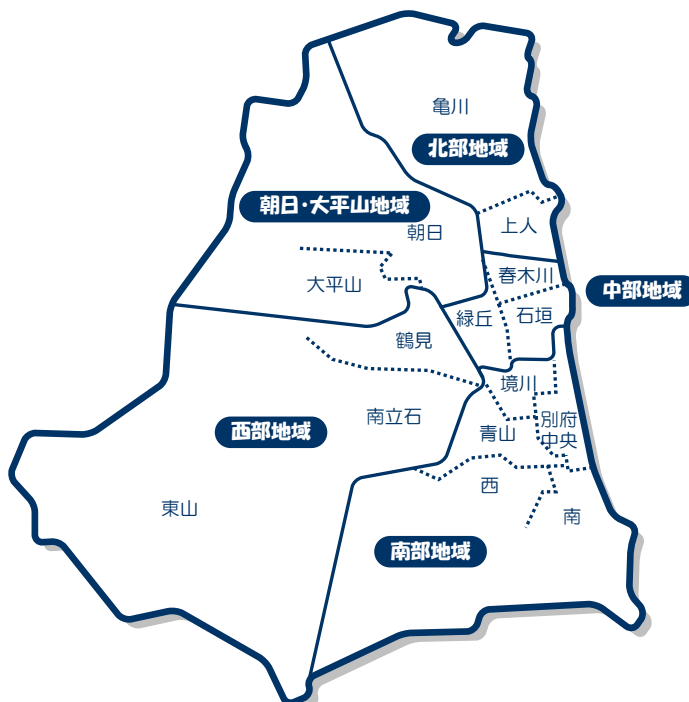 亀川
北部地域
朝日・大平山地域
上人
朝日
春木川
大平山
中部地域
緑丘
石垣
鶴見
境川
南立石
西部地域
青山
別府
中央
西
東山
南
南部地域